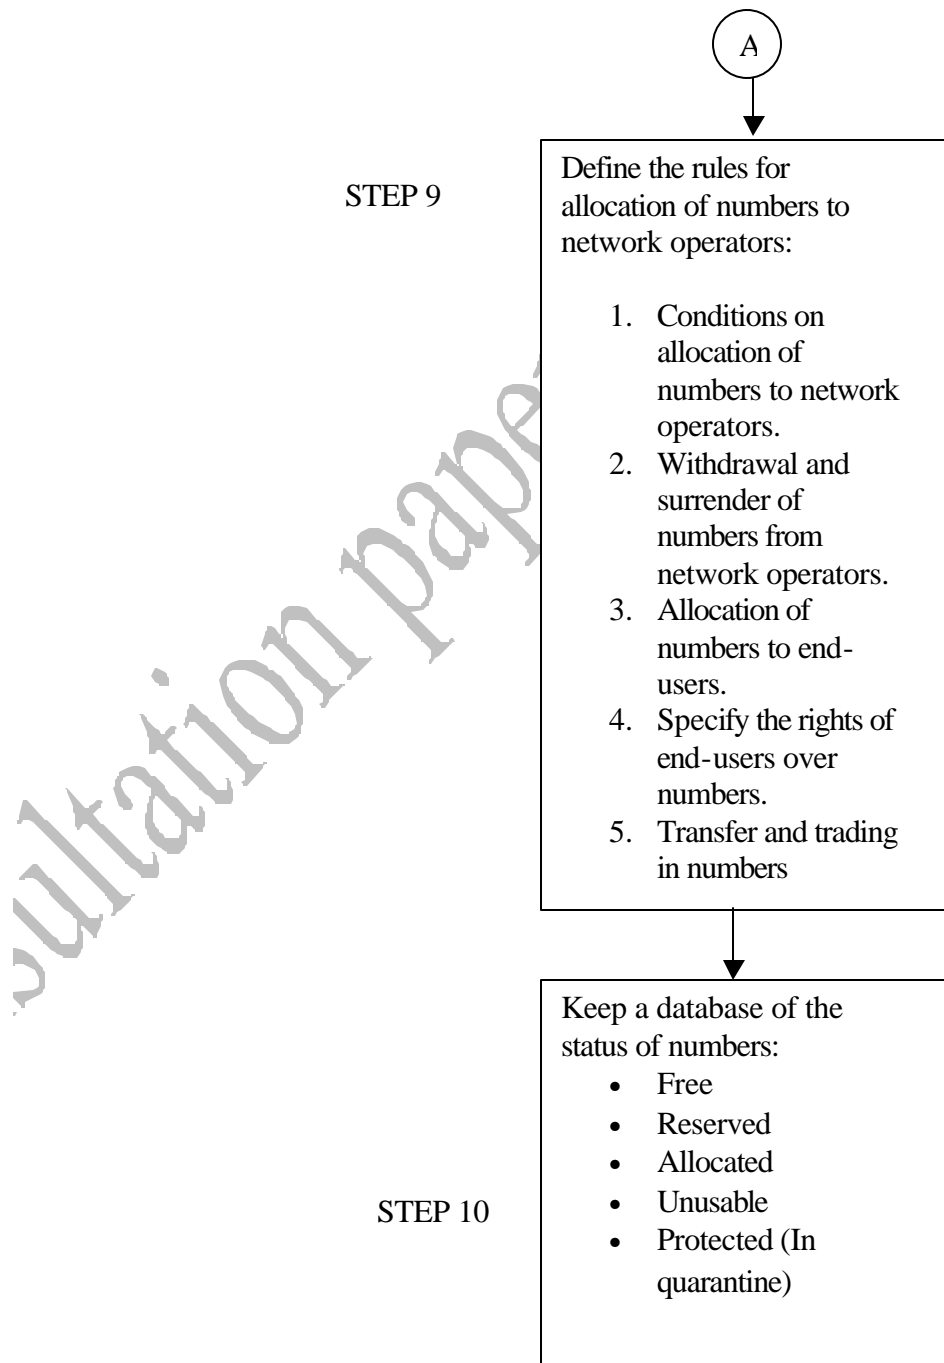 A
STEP 9
Define the rules for
allocation of numbers to
network operators:
1. Conditions on
allocation of
numbers to network
operators.
2. Withdrawal and
surrender of
numbers from
network operators.
3. Allocation of
numbers to end-
users.
4. Specify the rights of
end-users over
numbers.
5. Transfer and trading
in numbers
sultation pape
STEP 10
Keep a database of the
status of numbers:
• Free
• Reserved
• Allocated
• Unusable
• Protected (In
quarantine)